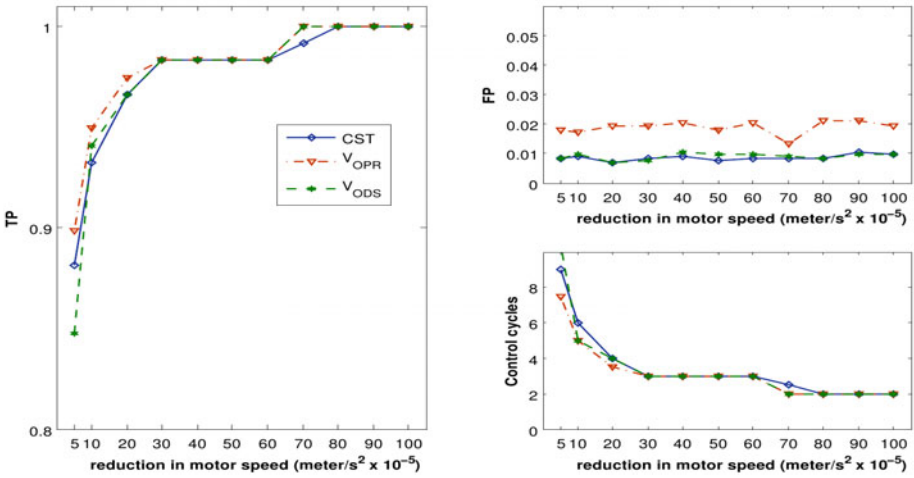 1
0.9
0.8
TP
5 10 20 30 40 50 60 70 80 90 100
reduction in motor speed (meter/s² x 10⁻⁵)
CST
V_OPR
V_ODS
0.05
0.04
0.03
0.02
0.01
0
FP
5 10 20 30 40 50 60 70 80 90 100
reduction in motor speed (meter/s² x 10⁻⁵)
8
6
4
2
0
Control cycles
5 10 20 30 40 50 60 70 80 90 100
reduction in motor speed (meter/s² x 10⁻⁵)